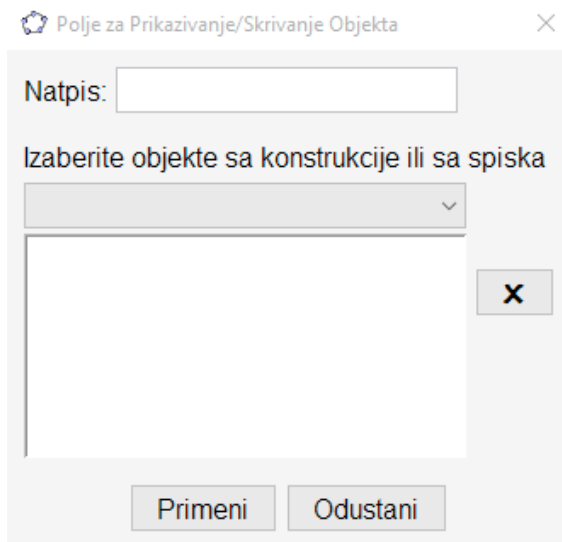 Polje za Prikazivanje/Skrivanje Objekta
Natpis:
Izaberite objekte sa konstrukcije ili sa spiska
x
Primeni Odustani